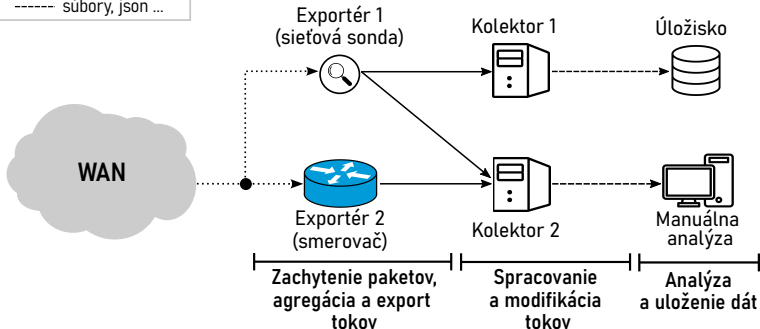 súbory, json ...
Exportér 1
(sieťová sonda)
Kolektor 1
Úložisko
WAN
Exportér 2
(smerovač)
Kolektor 2
Manuálna
analýza
Zachytenie paketov,
agregácia a export
tokov
Spracovanie
a modifikácia
tokov
Analýza
a uloženie dát